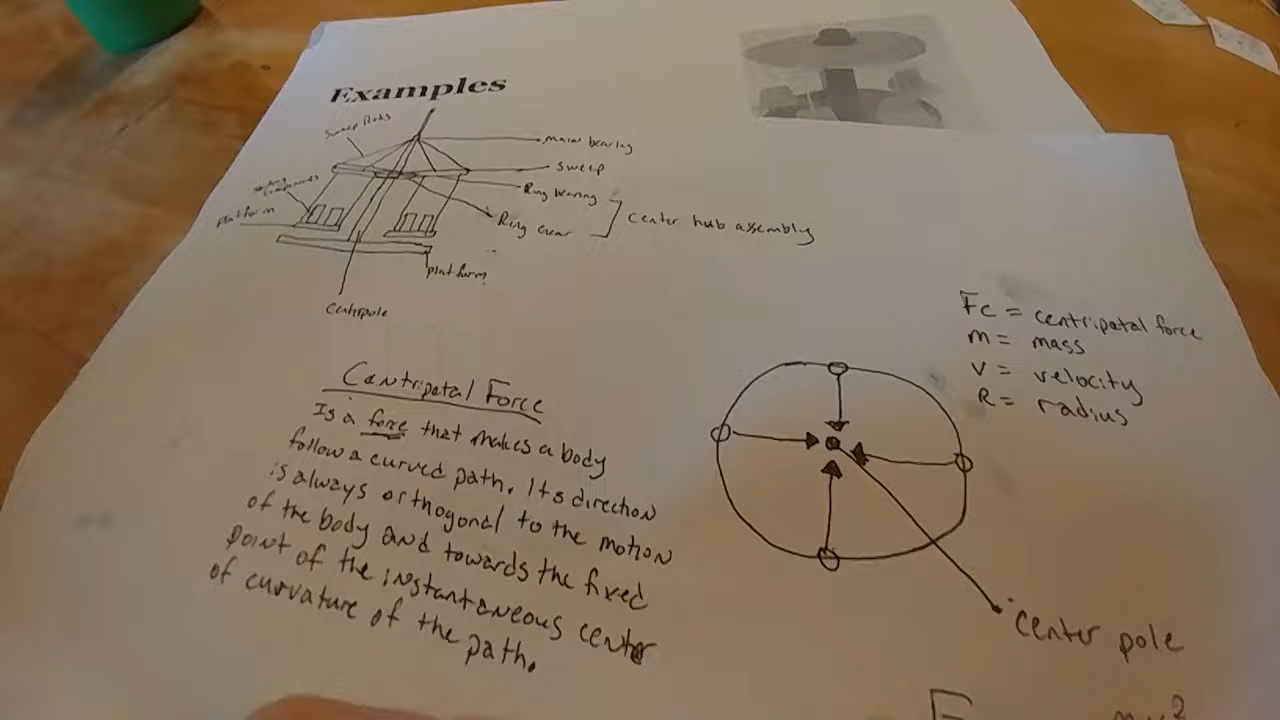 Examples
Sweep Rods
main bearing
Sweep
Ring bearing
Ring Gear
Center hub assembly
platform
platform
Centerpole
Centripatal Force
Is a force that makes a body
follow a curved path. Its direction
is always orthogonal to the motion
of the body and towards the fixed
point of the instantaneous center
of curvature of the path.
Fc = centripatal force
m = mass
v = velocity
R = radius
center pole